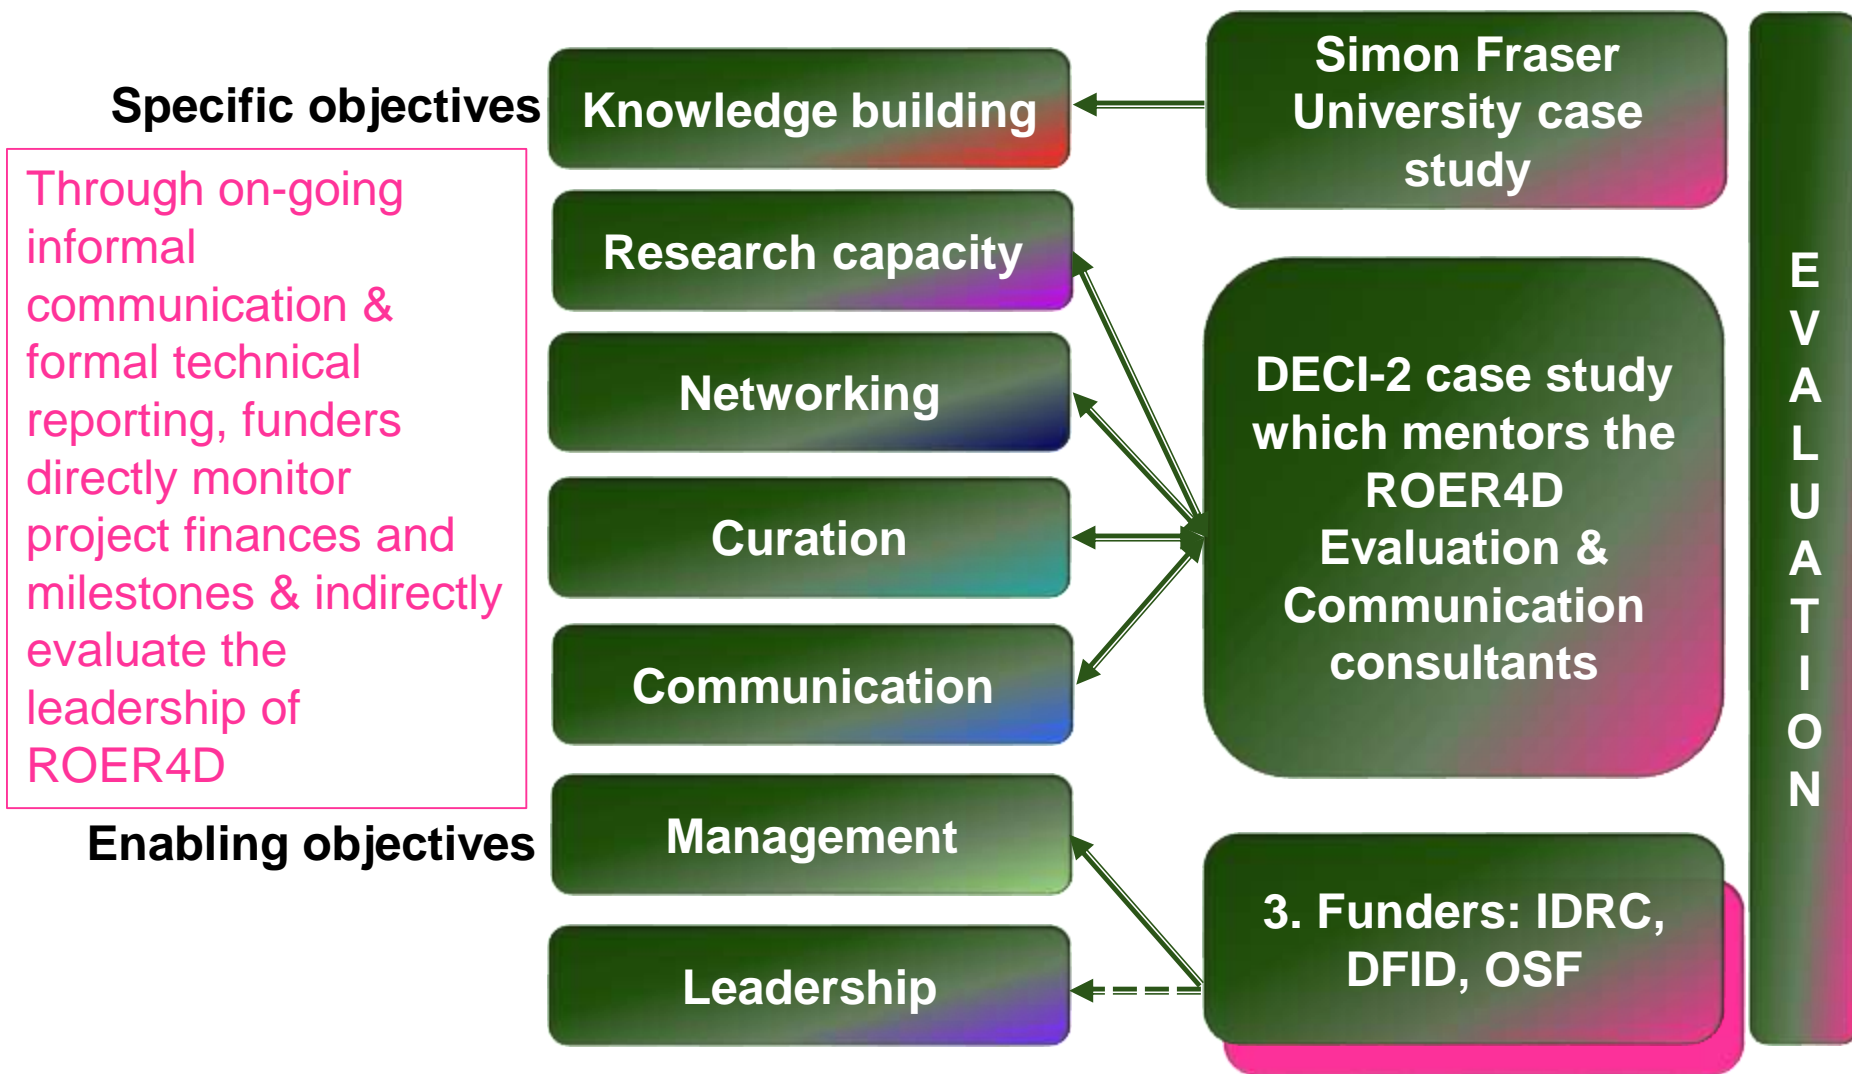 Specific objectives
Through on-going
informal
communication &
formal technical
reporting, funders
directly monitor
project finances and
milestones & indirectly
evaluate the
leadership of
ROER4D
Enabling objectives
Knowledge building
Research capacity
Networking
Curation
Communication
Management
Leadership
Simon Fraser
University case
study
DECI-2 case study
which mentors the
ROER4D
Evaluation &
Communication
consultants
3. Funders: IDRC,
DFID, OSF
E
V
A
L
U
A
T
I
O
N